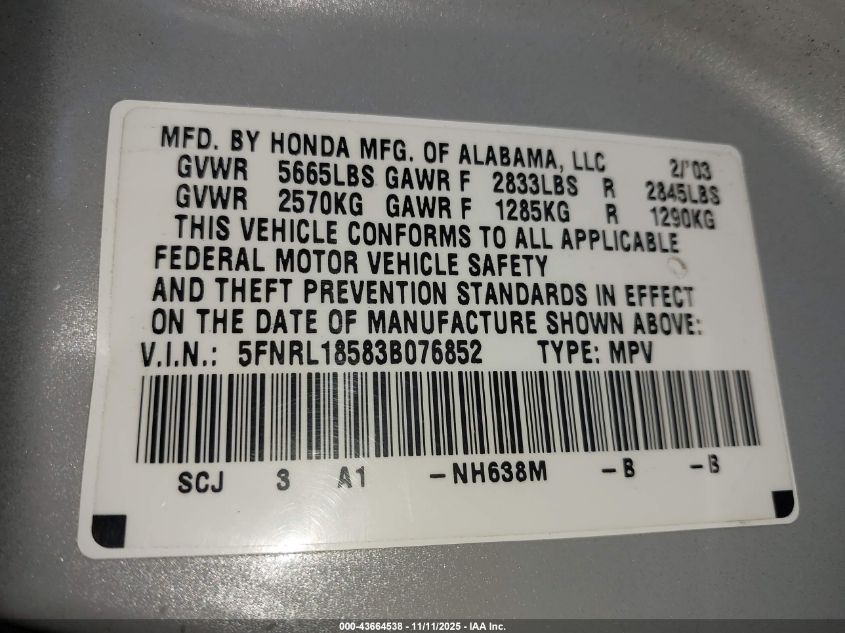 MFD. BY HONDA MFG. OF ALABAMA, LLC 2/'03
GVWR 5665LBS GAWR F 2833LBS R 2845LBS
GVWR 2570KG GAWR F 1285KG R 1290KG
THIS VEHICLE CONFORMS TO ALL APPLICABLE
FEDERAL MOTOR VEHICLE SAFETY
AND THEFT PREVENTION STANDARDS IN EFFECT
ON THE DATE OF MANUFACTURE SHOWN ABOVE:
V.I.N.: 5FNRL18583B076852 TYPE: MPV
SCJ 3 A1 -NH638M -B -B
000-43664538 - 11/11/2025 - IAA Inc.